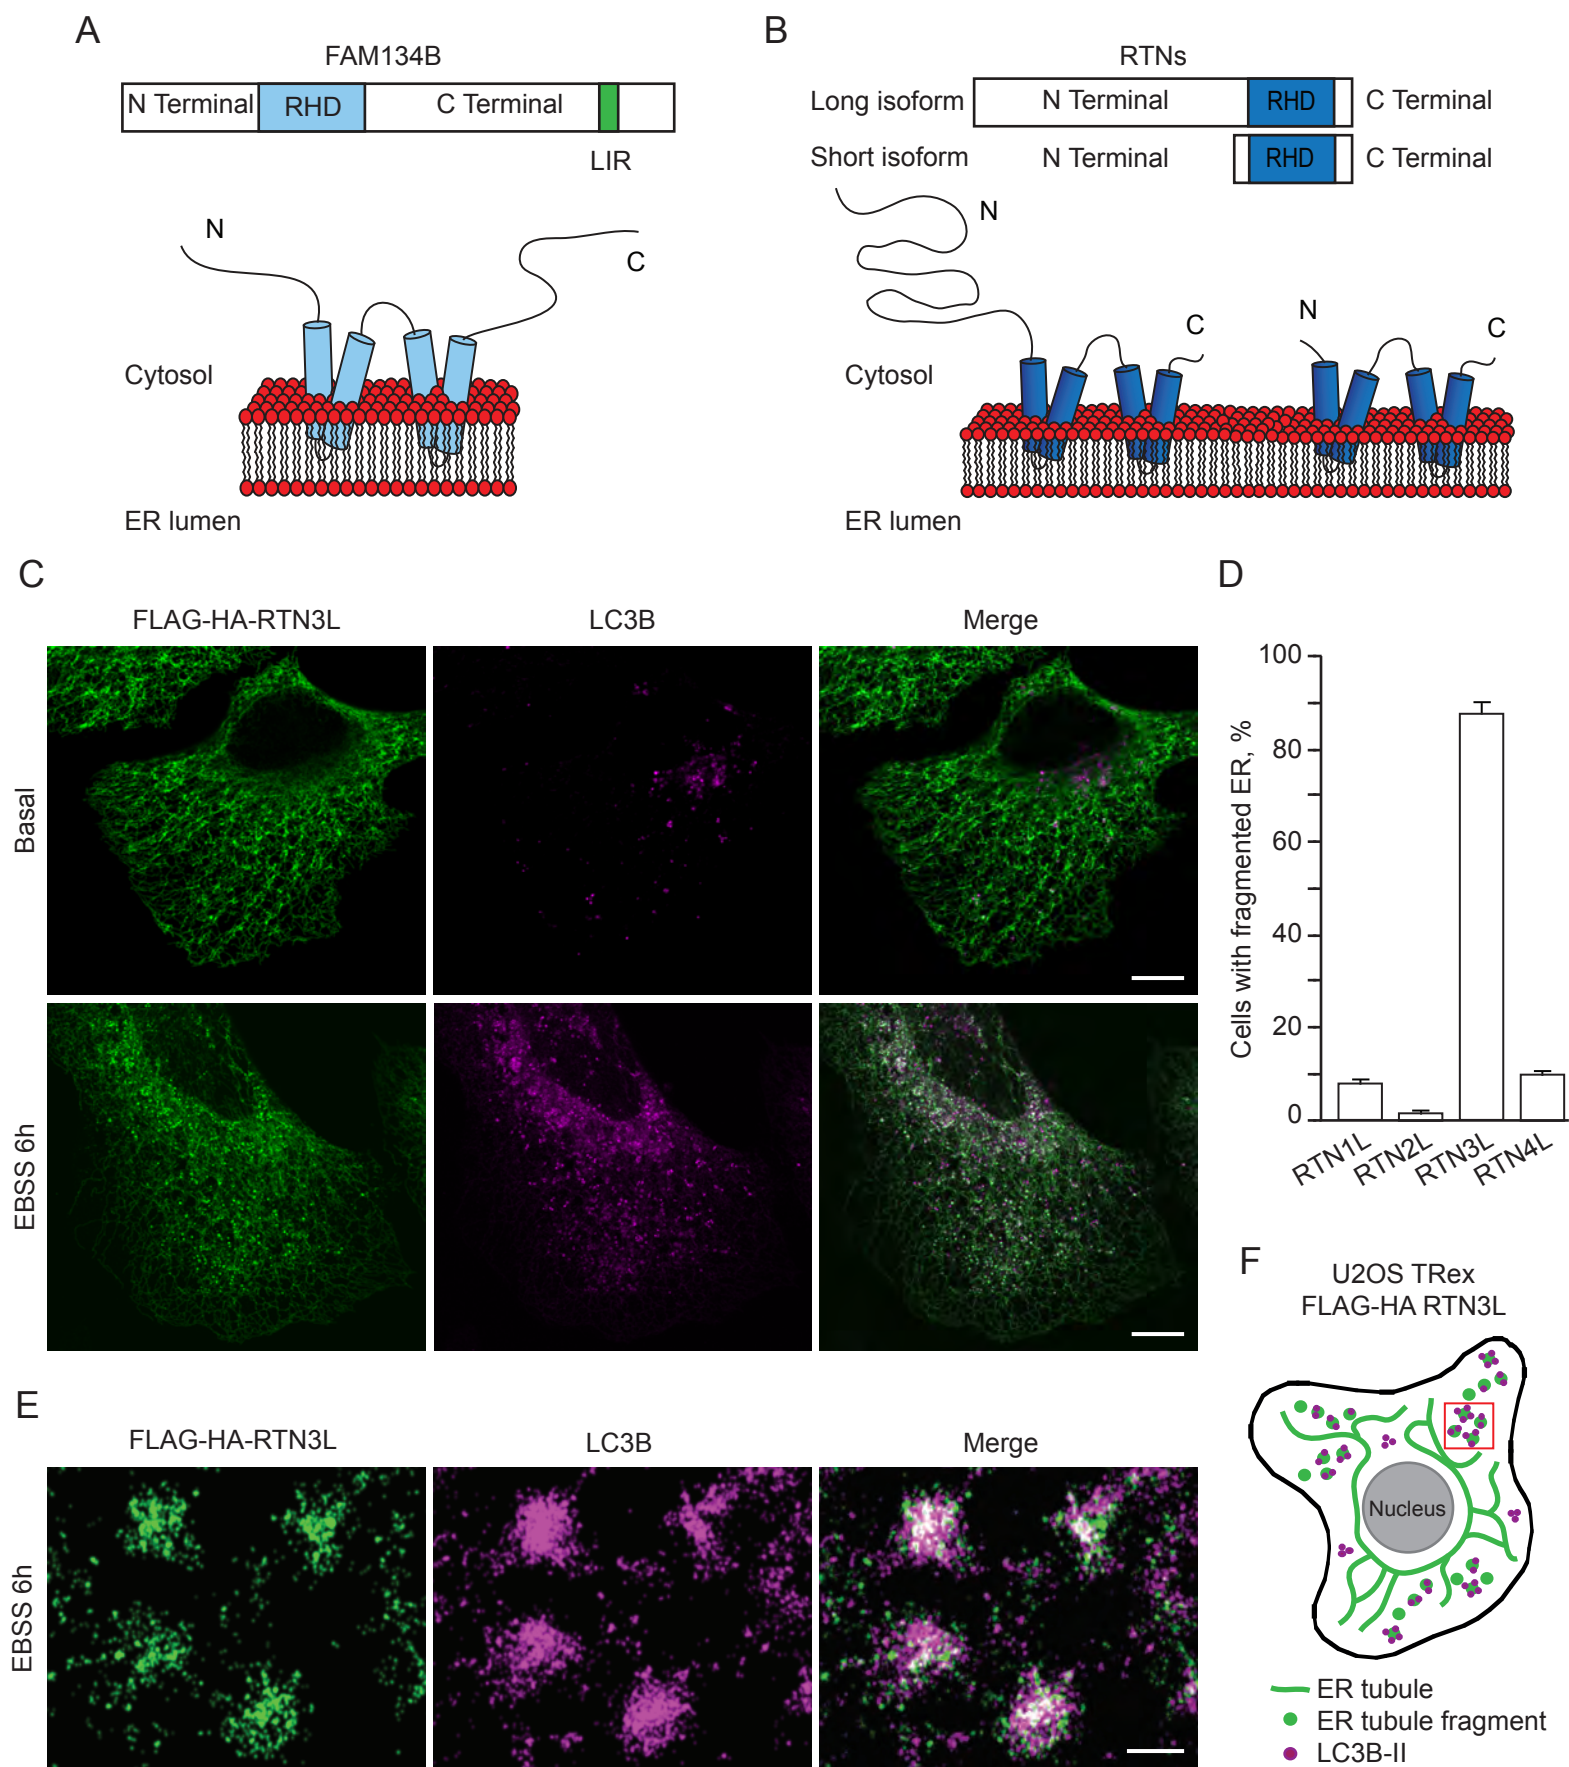 A
FAM134B
N Terminal RHD C Terminal
LIR
N
C
Cytosol
ER lumen
B
RTNs
Long isoform N Terminal RHD C Terminal
Short isoform N Terminal RHD C Terminal
N
C
N
C
Cytosol
ER lumen
C
FLAG-HA-RTN3L LC3B Merge
Basal
EBSS 6h
D
Cells with fragmented ER, %
100
80
60
40
20
0
RTN1L RTN2L RTN3L RTN4L
E
FLAG-HA-RTN3L LC3B Merge
EBSS 6h
F
U2OS TRex
FLAG-HA RTN3L
Nucleus
ER tubule
ER tubule fragment
LC3B-II